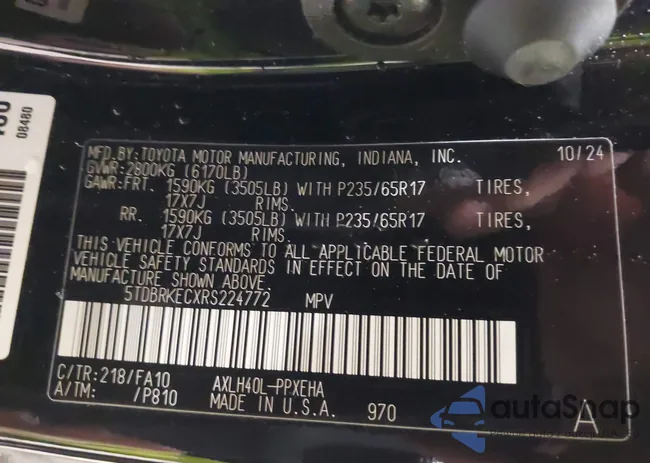 08480
MFD.BY:TOYOTA MOTOR MANUFACTURING, INDIANA, INC. 10/24
GVWR:2800KG (6170LB)
GAWR:FRT. 1590KG (3505LB) WITH P235/65R17 TIRES,
17X7J RIMS.
RR. 1590KG (3505LB) WITH P235/65R17 TIRES,
17X7J RIMS.
THIS VEHICLE CONFORMS TO ALL APPLICABLE FEDERAL MOTOR
VEHICLE SAFETY STANDARDS IN EFFECT ON THE DATE OF
MANUFACTURE SHOWN ABOVE.
5TDBRKECXRS224772 MPV
C/TR:218/FA10 AXLH40L-PPXEHA
A/TM: /P810 MADE IN U.S.A. 970 A
autoSnap